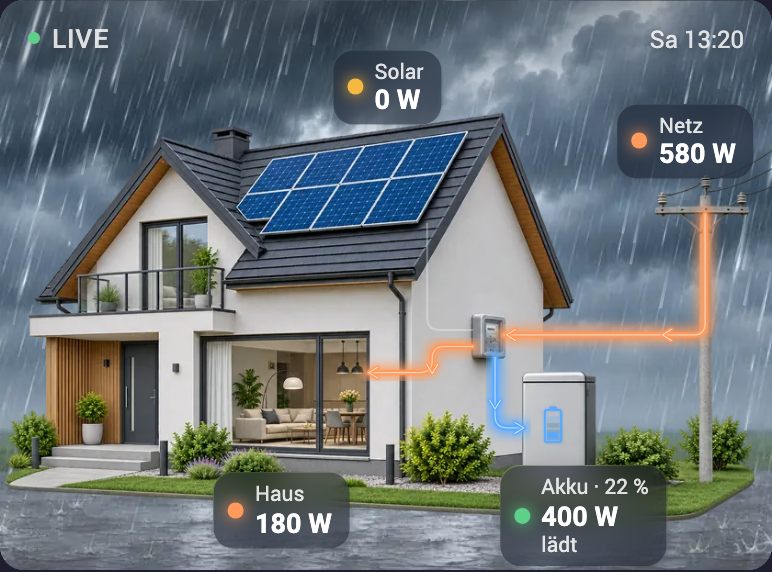 LIVE
Sa 13:20
Solar
0 W
Netz
580 W
Haus
180 W
Akku · 22 %
400 W
lädt